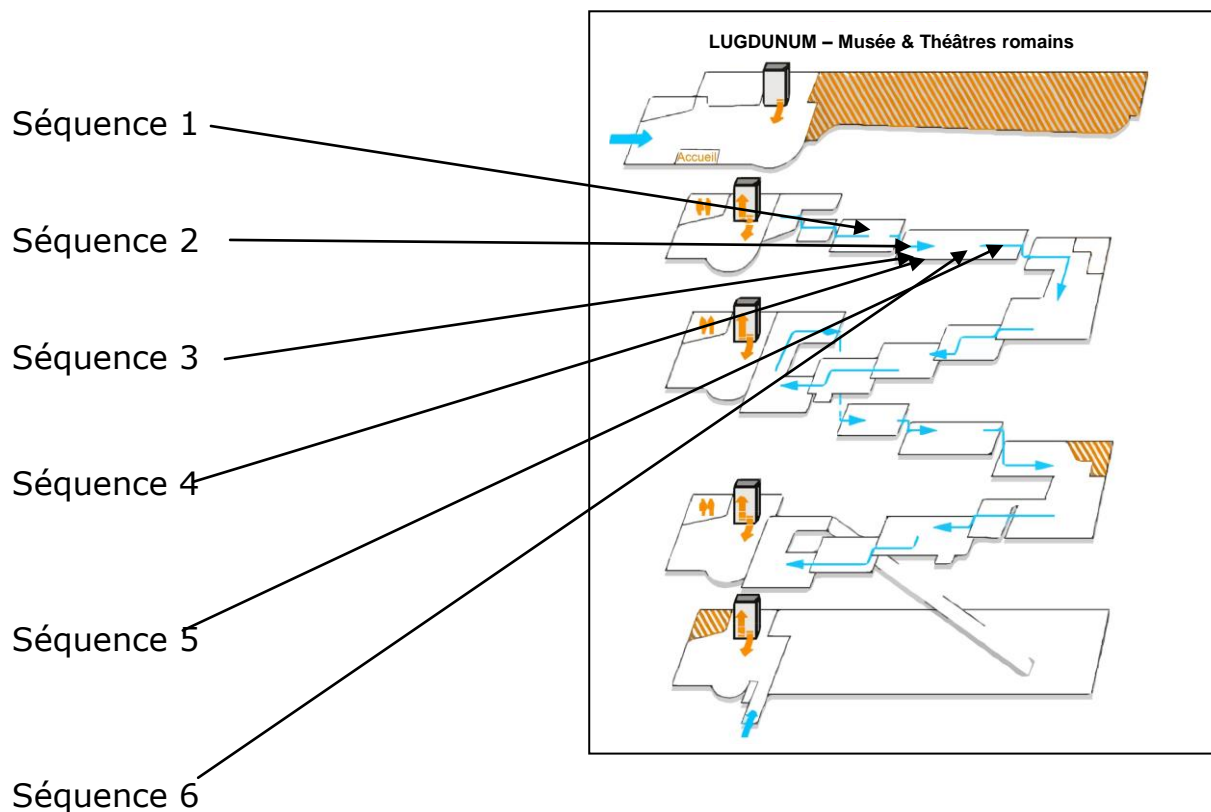 LUGDUNUM – Musée & Théâtres romains
Accueil
Séquence 1
Séquence 2
Séquence 3
Séquence 4
Séquence 5
Séquence 6